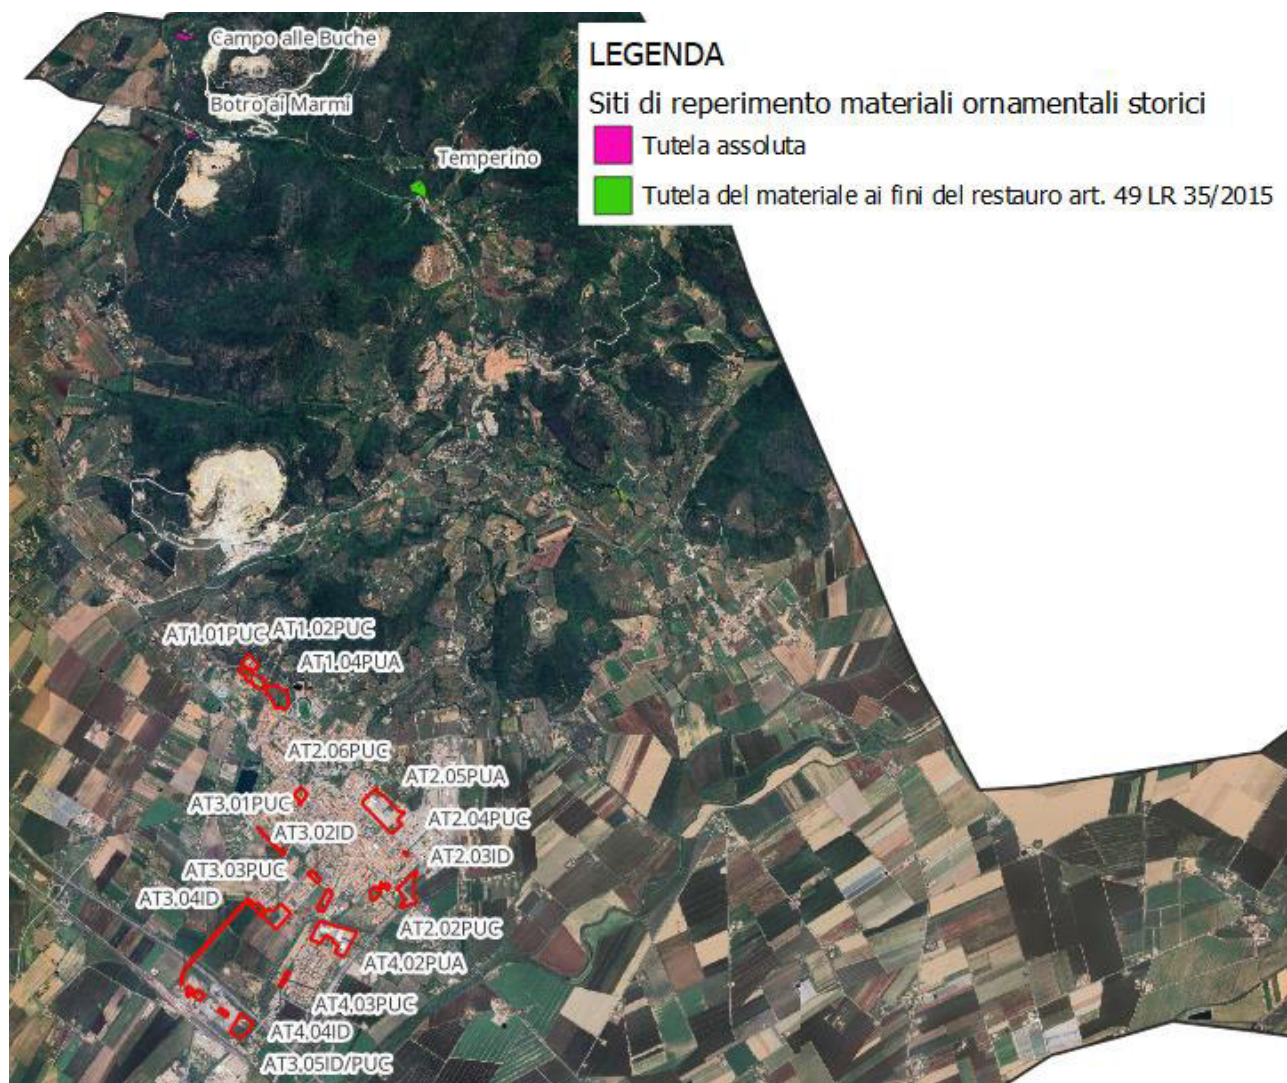 Campo alle Buche
Botro ai Marmi
Temperino
LEGENDA
Siti di reperimento materiali ornamentali storici
Tutela assoluta
Tutela del materiale ai fini del restauro art. 49 LR 35/2015
AT1.01PUC
AT1.02PUC
AT1.04PUA
AT2.06PUC
AT2.05PUA
AT3.01PUC
AT2.04PUC
AT3.02ID
AT2.03ID
AT3.03PUC
AT3.04ID
AT2.02PUC
AT4.02PUA
AT4.03PUC
AT4.04ID
AT3.05ID/PUC